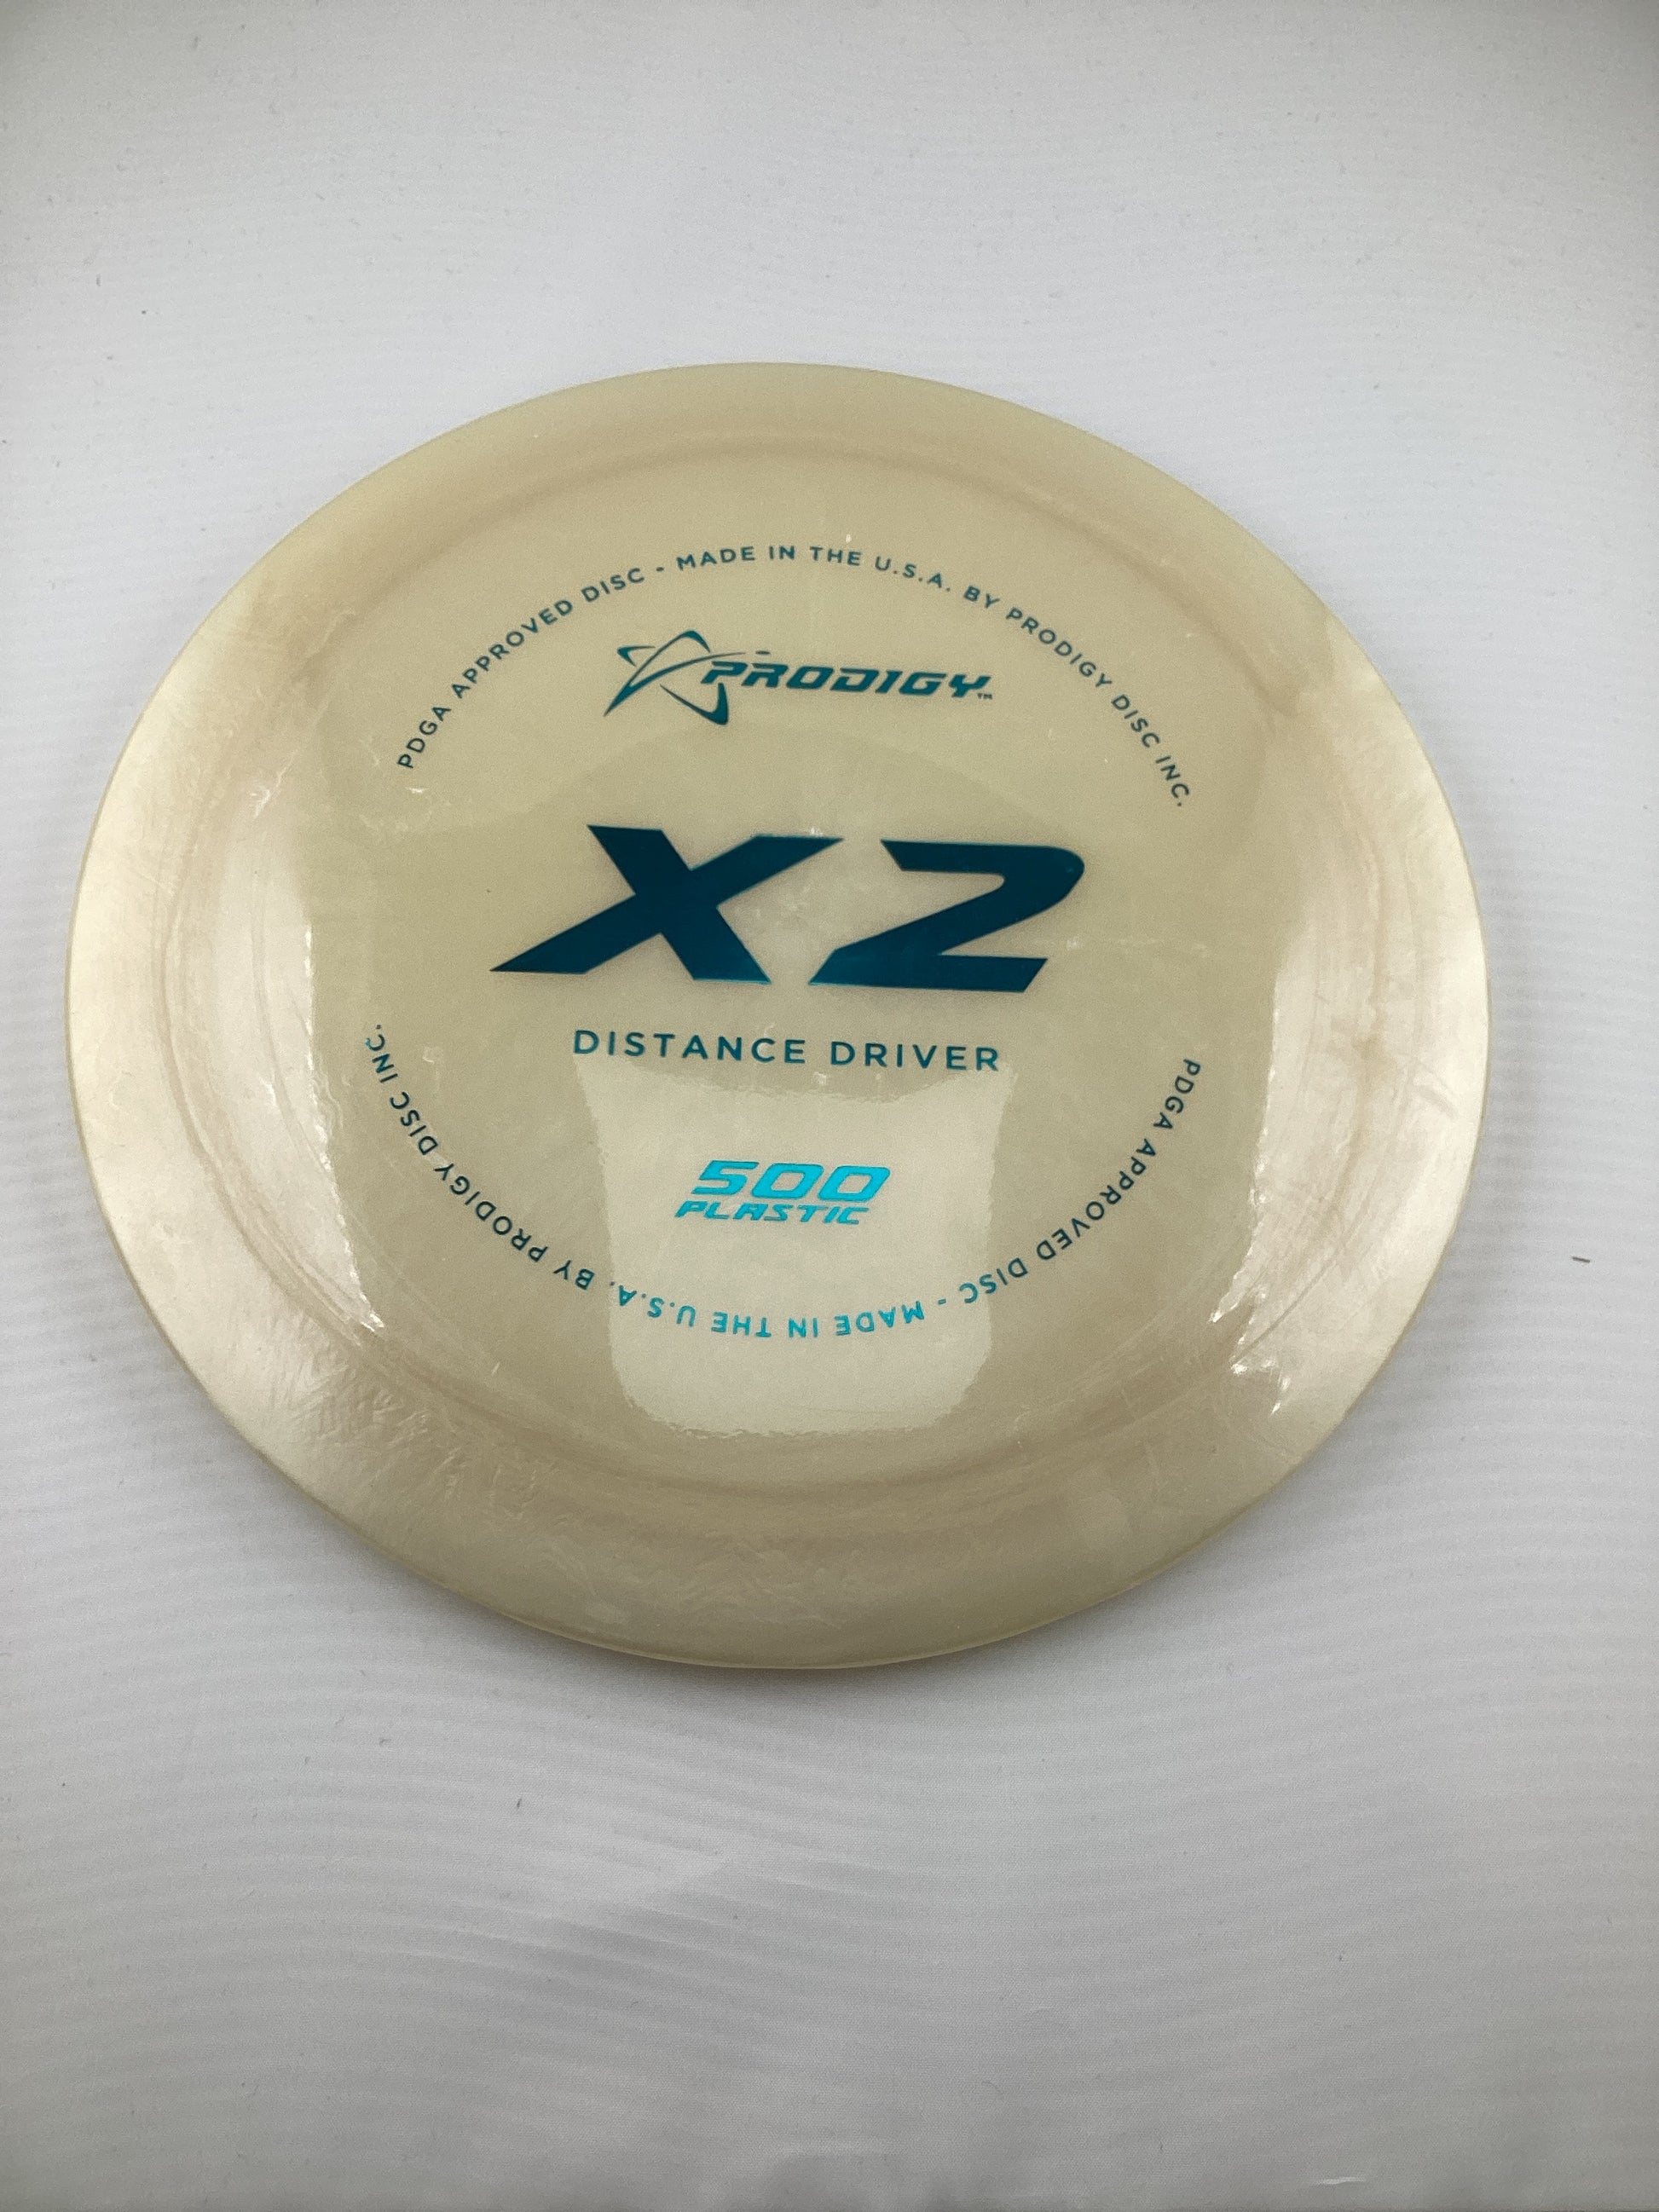 PDGA APPROVED DISC - MADE IN THE U.S.A. BY PRODIGY DISC INC.
PRODIGY™
X2
DISTANCE DRIVER
500
PLASTIC
PDGA APPROVED DISC - MADE IN THE U.S.A. BY PRODIGY DISC INC.